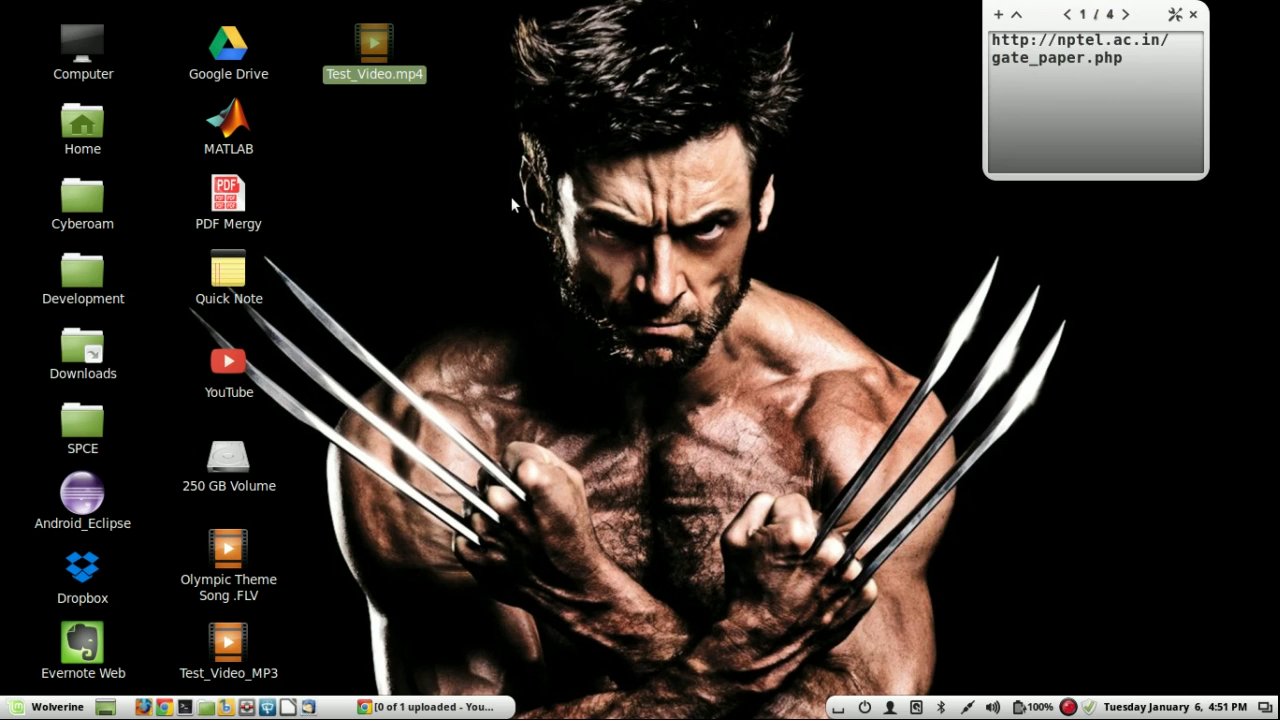 Computer
Home
Cyberoam
Development
Downloads
SPCE
Android_Eclipse
Dropbox
Evernote Web
Google Drive
MATLAB
PDF
PDF Mergy
Quick Note
YouTube
250 GB Volume
Olympic Theme
Song .FLV
Test_Video_MP3
Test_Video.mp4
1 / 4
http://nptel.ac.in/
gate_paper.php
Wolverine
[0 of 1 uploaded - You...
100%
Tuesday January 6, 4:51 PM